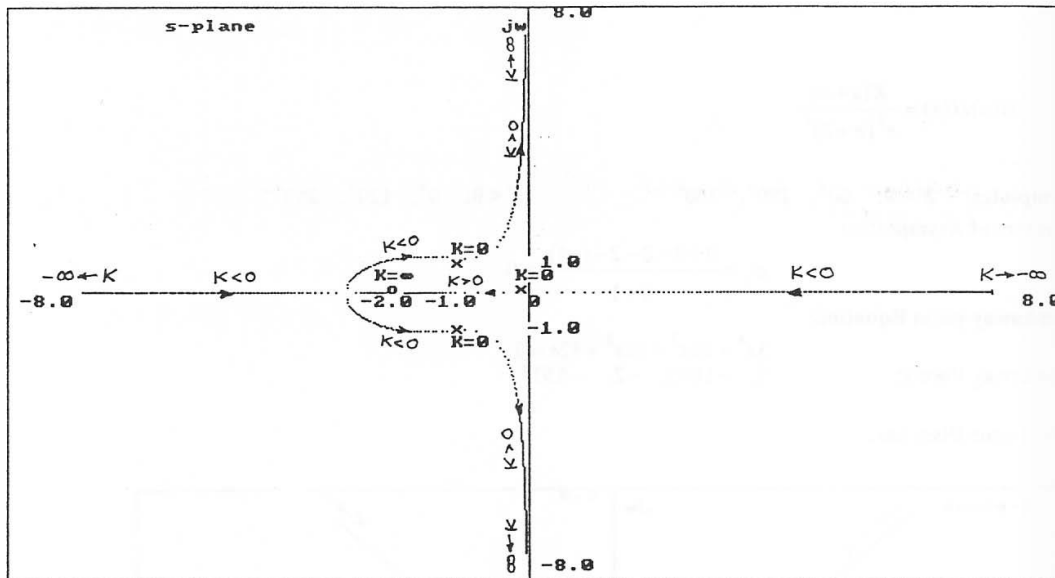 8.0
s-plane
jw
K → ∞
K>0
K<0 K=0
1.0
K=∞ K>0 K=0
-∞ ← K K<0 K<0 K → -∞
-8.0 -2.0 -1.0 0 8.0
K<0 K=0
-1.0
K>0
K → ∞
-8.0